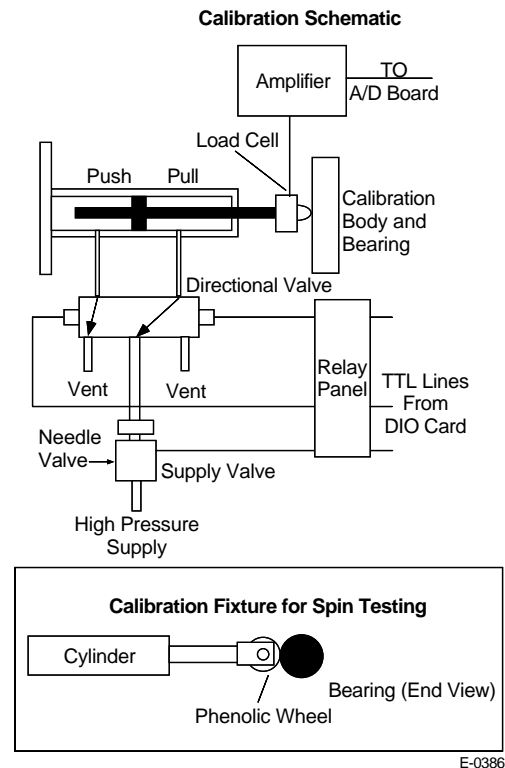 Calibration Schematic
Amplifier
TO
A/D Board
Load Cell
Push
Pull
Calibration
Body and
Bearing
Directional Valve
Vent
Vent
Relay
Panel
TTL Lines
From
DIO Card
Needle
Valve
Supply Valve
High Pressure
Supply
Calibration Fixture for Spin Testing
Cylinder
Bearing (End View)
Phenolic Wheel
E-0386